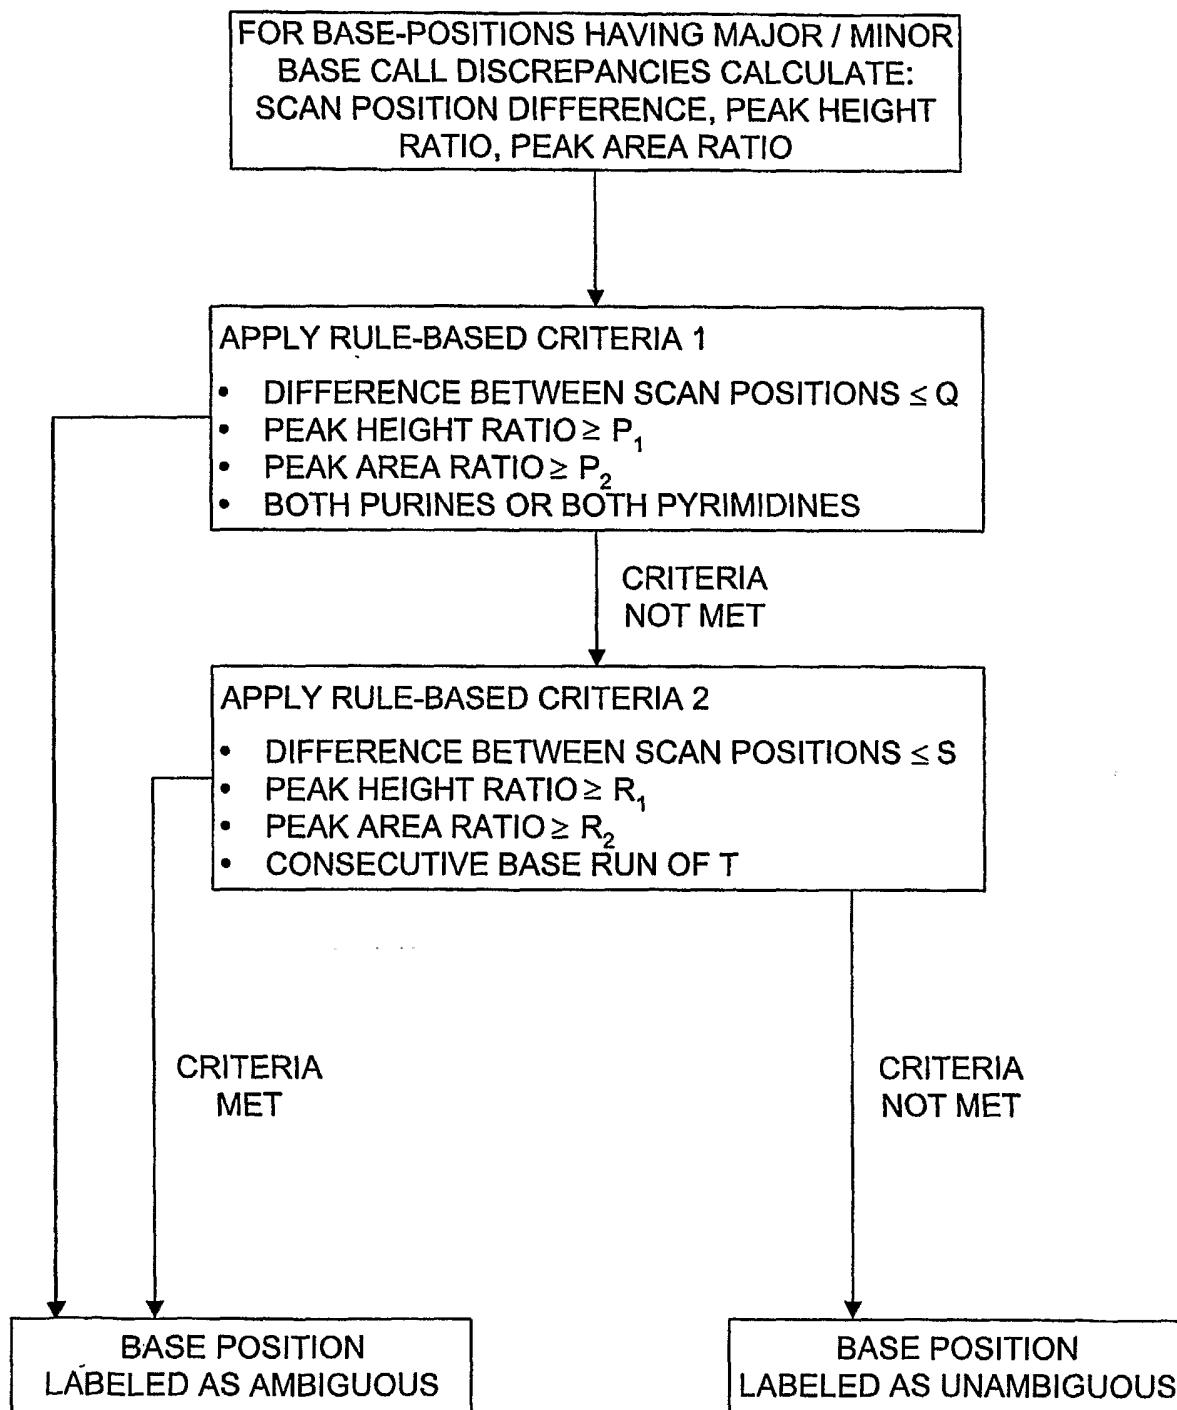 FOR BASE-POSITIONS HAVING MAJOR / MINOR
BASE CALL DISCREPANCIES CALCULATE:
SCAN POSITION DIFFERENCE, PEAK HEIGHT
RATIO, PEAK AREA RATIO
APPLY RULE-BASED CRITERIA 1
• DIFFERENCE BETWEEN SCAN POSITIONS ≤ Q
• PEAK HEIGHT RATIO ≥ P₁
• PEAK AREA RATIO ≥ P₂
• BOTH PURINES OR BOTH PYRIMIDINES
CRITERIA
NOT MET
APPLY RULE-BASED CRITERIA 2
• DIFFERENCE BETWEEN SCAN POSITIONS ≤ S
• PEAK HEIGHT RATIO ≥ R₁
• PEAK AREA RATIO ≥ R₂
• CONSECUTIVE BASE RUN OF T
CRITERIA
MET
CRITERIA
NOT MET
BASE POSITION
LABELED AS AMBIGUOUS
BASE POSITION
LABELED AS UNAMBIGUOUS